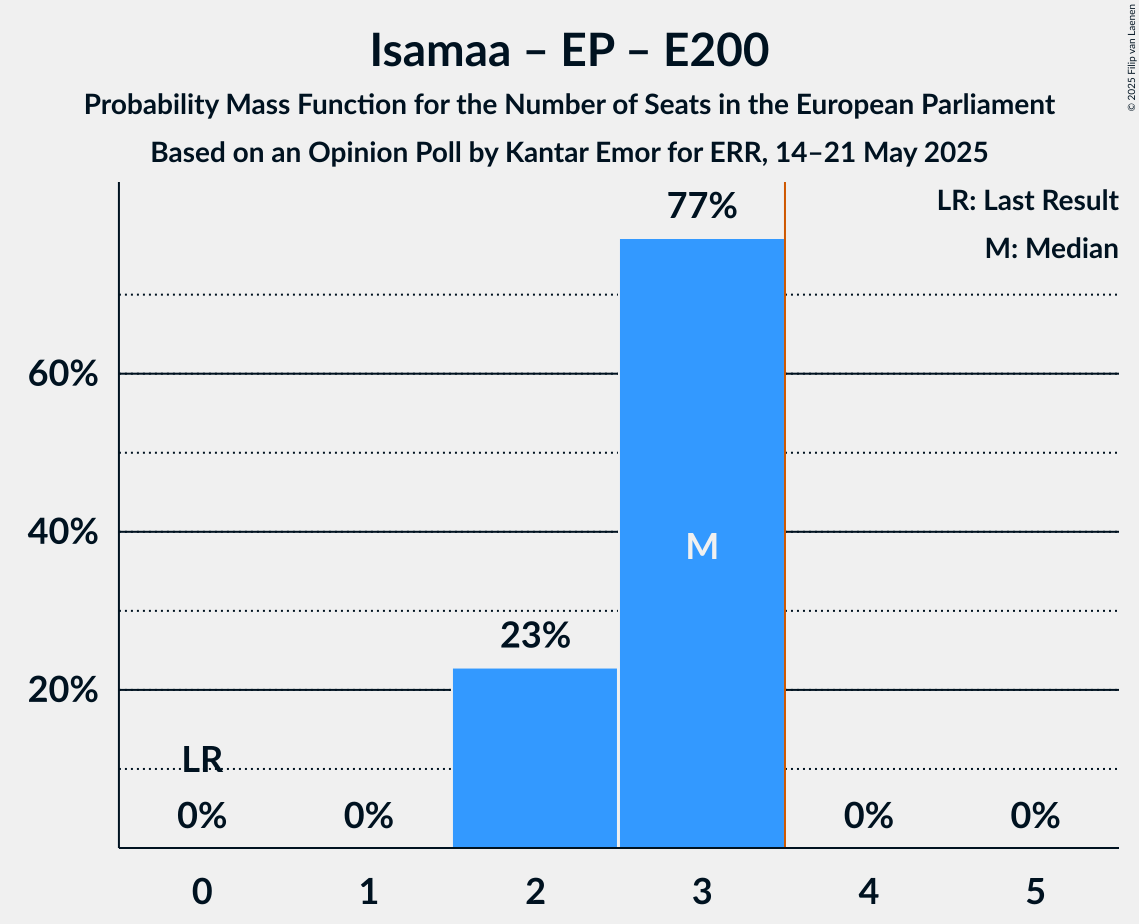 Isamaa – EP – E200
Probability Mass Function for the Number of Seats in the European Parliament
Based on an Opinion Poll by Kantar Emor for ERR, 14–21 May 2025
© 2025 Filip van Laenen
LR: Last Result
M: Median
77%
60%
40%
M
23%
20%
LR
0% 0% 0% 0%
0 1 2 3 4 5